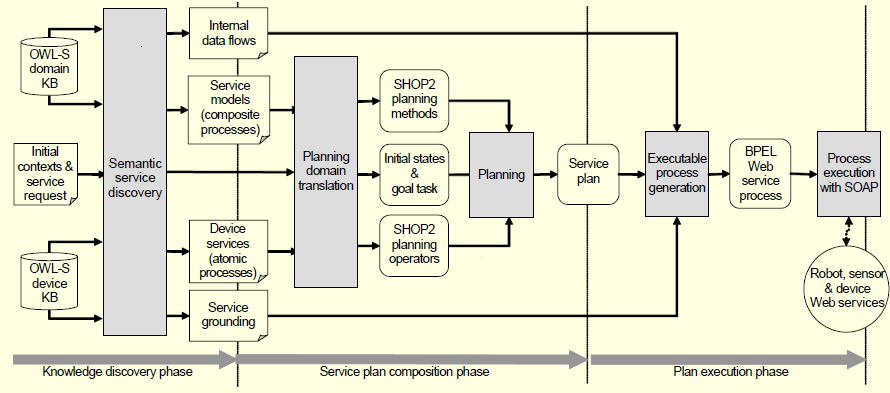 OWL-S
domain
KB
Initial
contexts &
service
request
OWL-S
device
KB
Semantic
service
discovery
Internal
data flows
Service
models
(composite
processes)
Device
services
(atomic
processes)
Service
grounding
Planning
domain
translation
SHOP2
planning
methods
Initial states
&
goal task
SHOP2
planning
operators
Planning
Service
plan
Executable
process
generation
BPEL
Web
service
process
Process
execution
with SOAP
Robot, sensor
& device
Web services
Knowledge discovery phase
Service plan composition phase
Plan execution phase